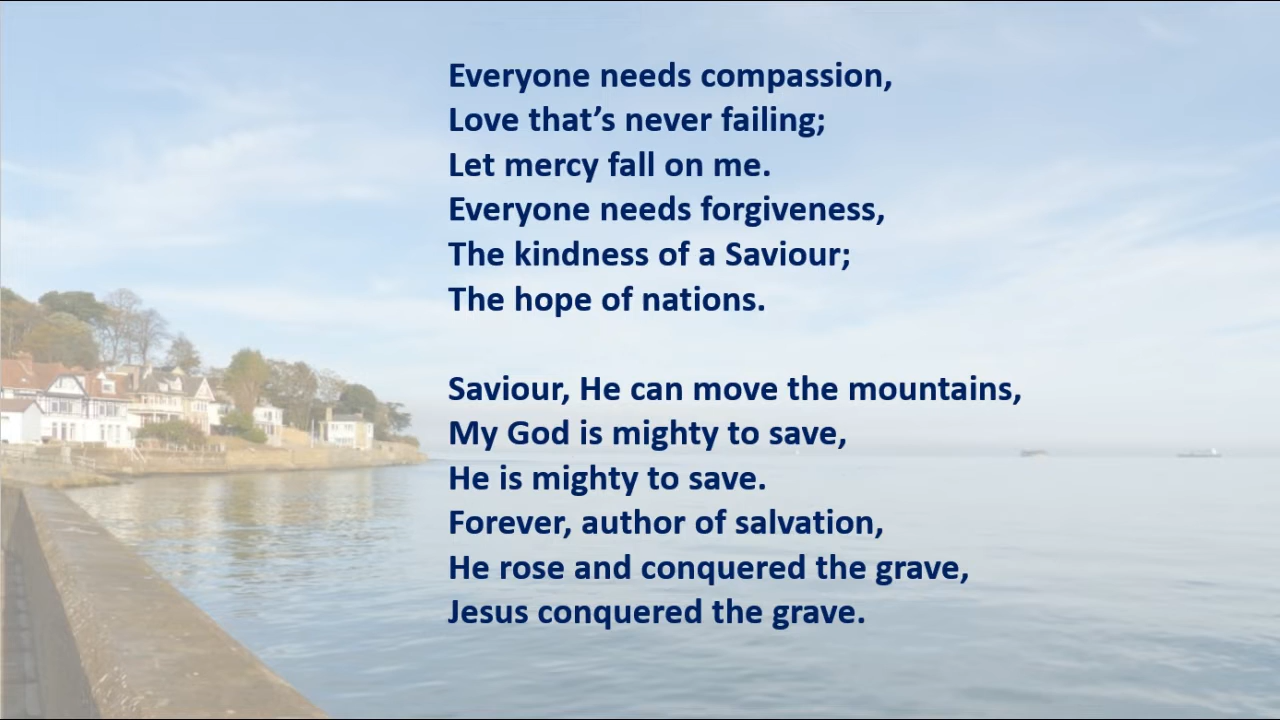 Everyone needs compassion,
Love that’s never failing;
Let mercy fall on me.
Everyone needs forgiveness,
The kindness of a Saviour;
The hope of nations.
Saviour, He can move the mountains,
My God is mighty to save,
He is mighty to save.
Forever, author of salvation,
He rose and conquered the grave,
Jesus conquered the grave.